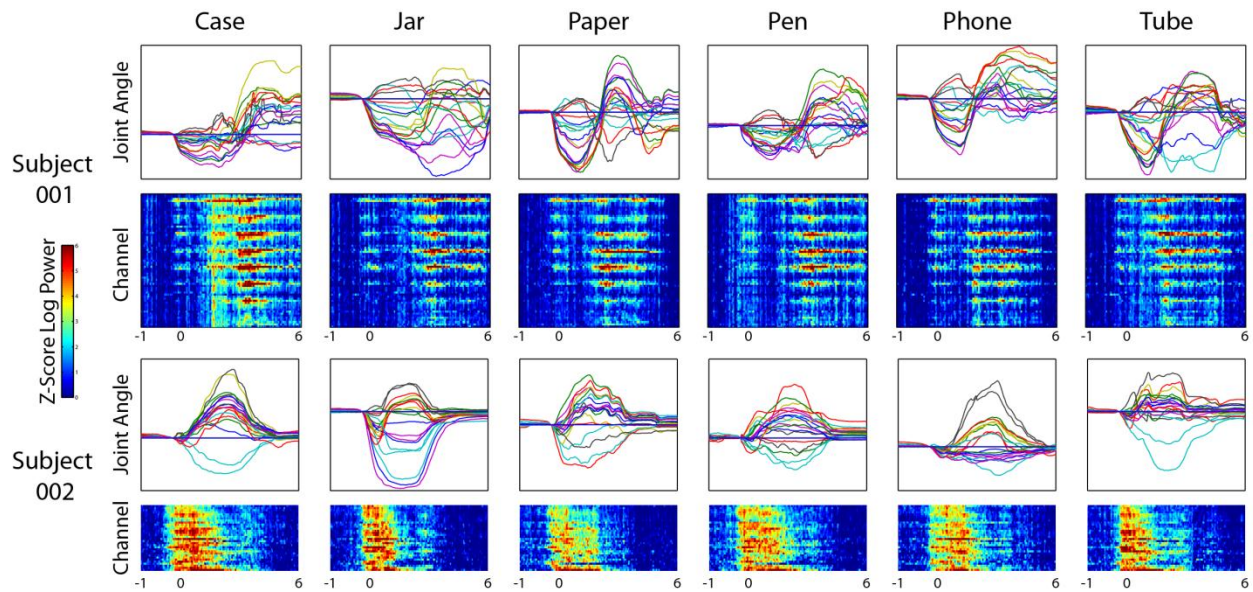 Case Jar Paper Pen Phone Tube
Joint Angle
Subject
001
Channel
-1 0 6 -1 0 6 -1 0 6 -1 0 6 -1 0 6 -1 0 6
Z-Score Log Power
6
5
4
3
2
1
0
Joint Angle
Subject
002
Channel
-1 0 6 -1 0 6 -1 0 6 -1 0 6 -1 0 6 -1 0 6